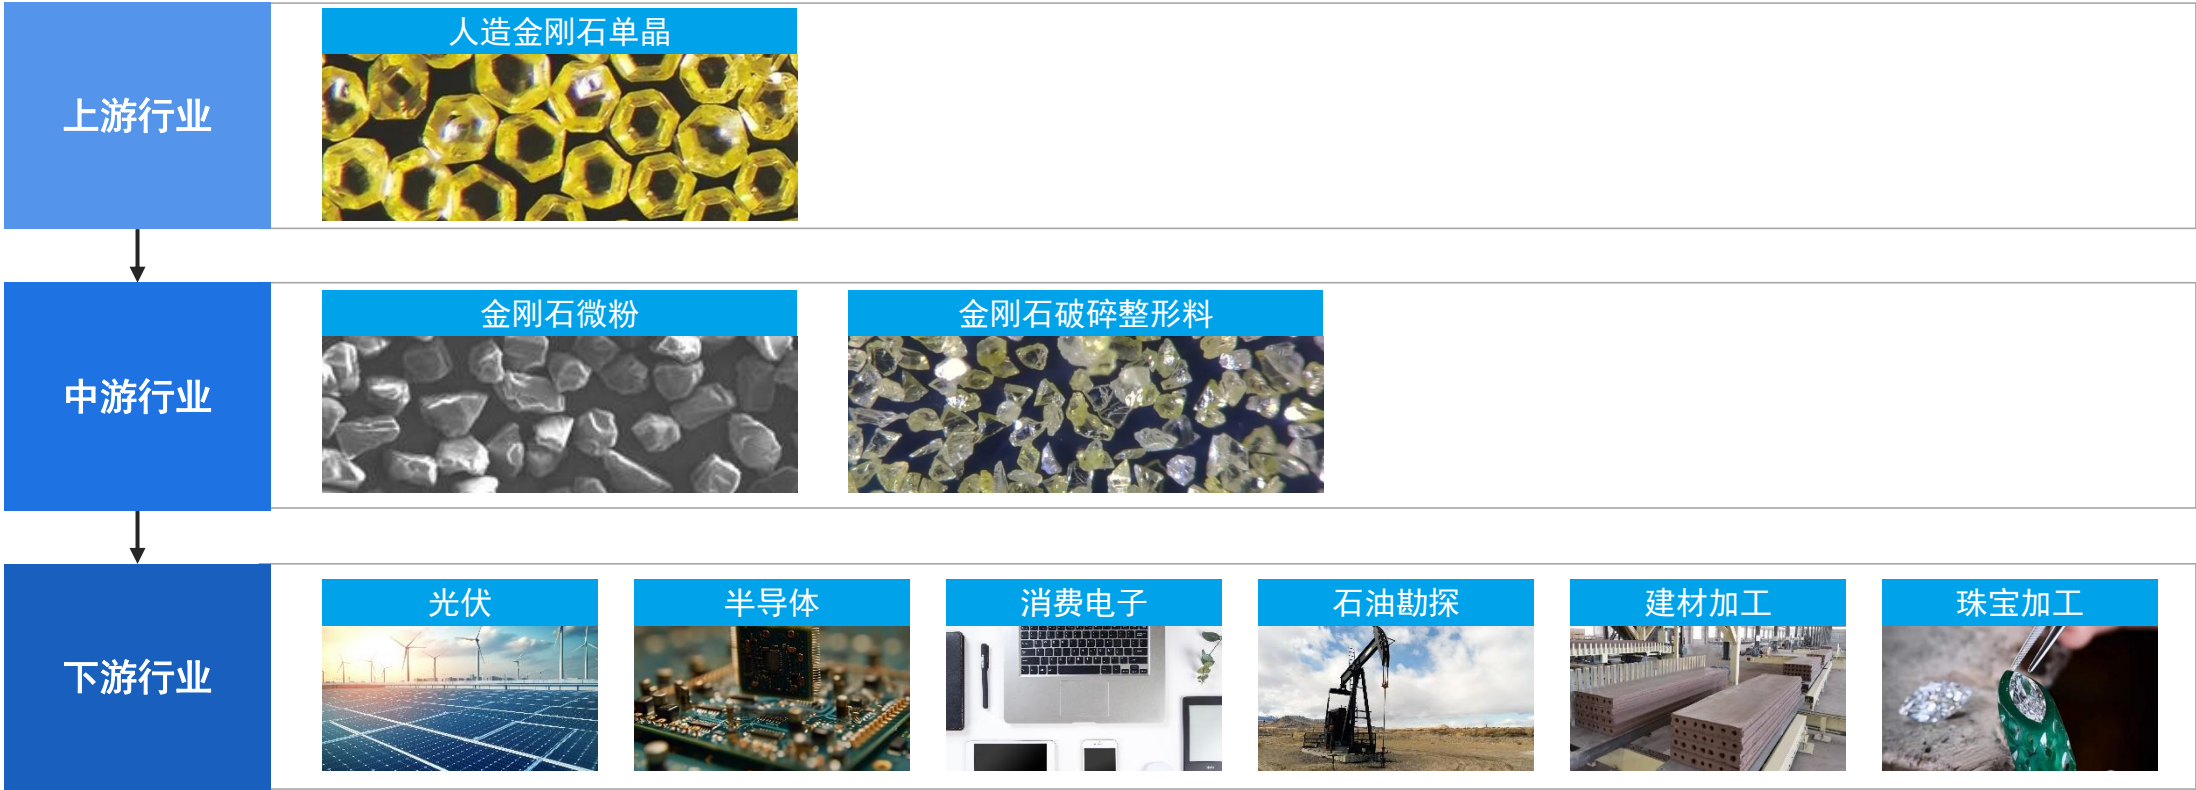 上游行业
人造金刚石单晶
中游行业
金刚石微粉
金刚石破碎整形料
下游行业
光伏
半导体
消费电子
石油勘探
建材加工
珠宝加工